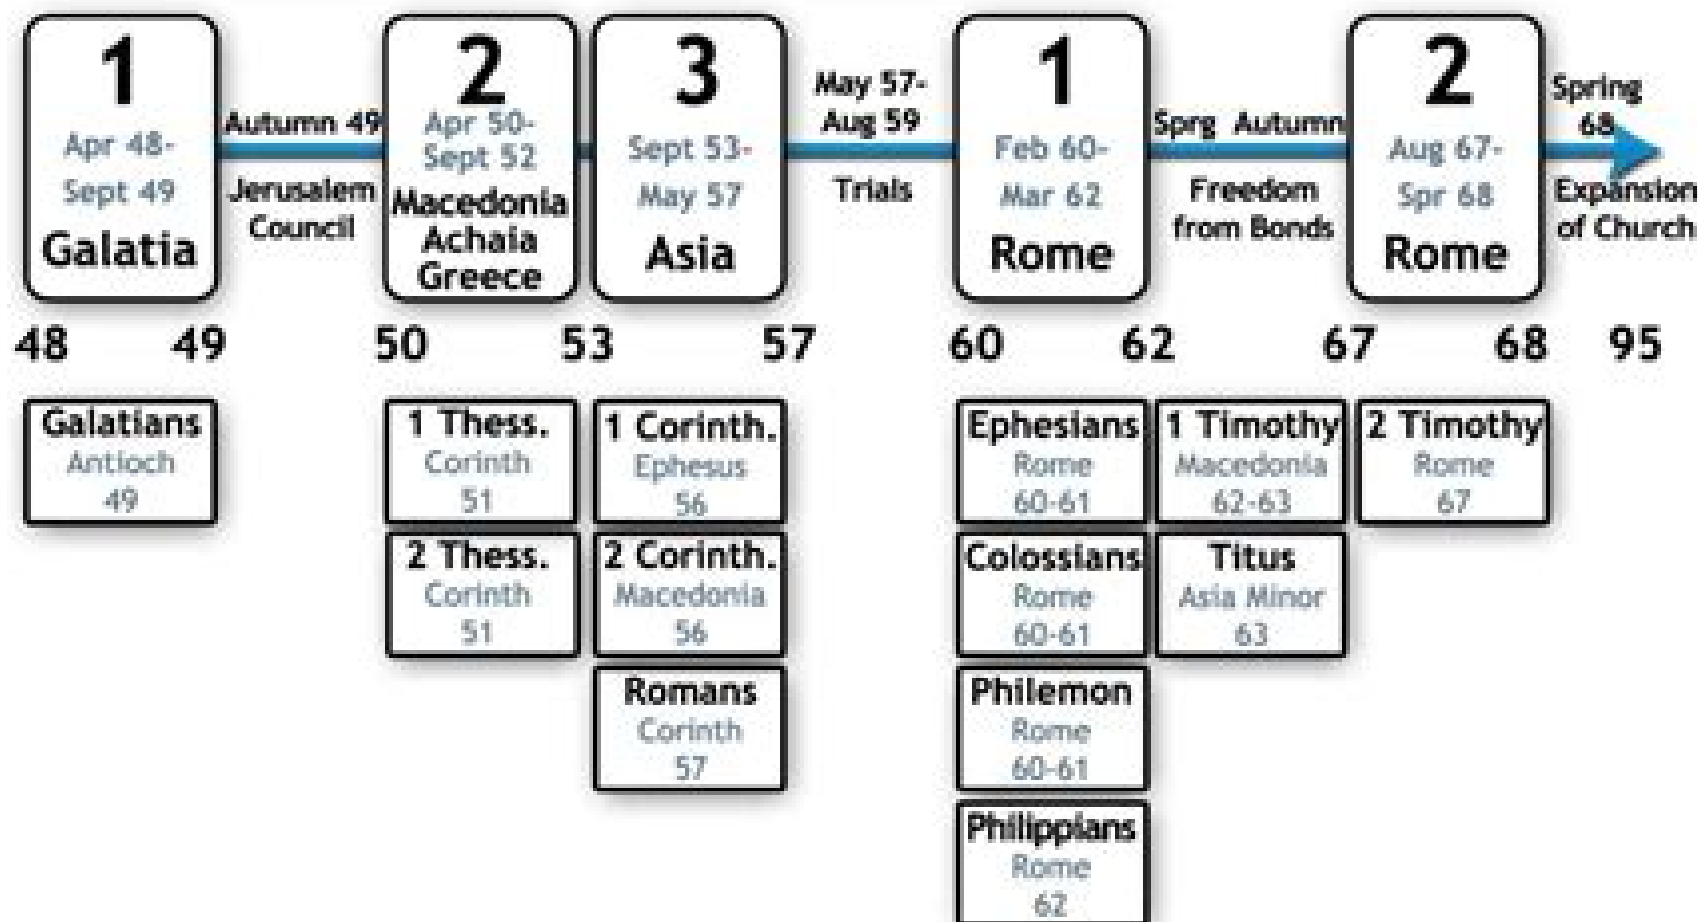 1
Apr 48-
Sept 49
Galatia
Autumn 49
Jerusalem
Council
2
Apr 50-
Sept 52
Macedonia
Achaia
Greece
3
Sept 53-
May 57
Asia
May 57-
Aug 59
Trials
1
Feb 60-
Mar 62
Rome
Sprg Autumn
Freedom
from Bonds
2
Aug 67-
Spr 68
Rome
Spring
68
Expansion
of Church
48 49 50 53 57 60 62 67 68 95
Galatians
Antioch
49
1 Thess.
Corinth
51
2 Thess.
Corinth
51
1 Corinth.
Ephesus
56
2 Corinth.
Macedonia
56
Romans
Corinth
57
Ephesians
Rome
60-61
Colossians
Rome
60-61
Philemon
Rome
60-61
Philippians
Rome
62
1 Timothy
Macedonia
62-63
Titus
Asia Minor
63
2 Timothy
Rome
67